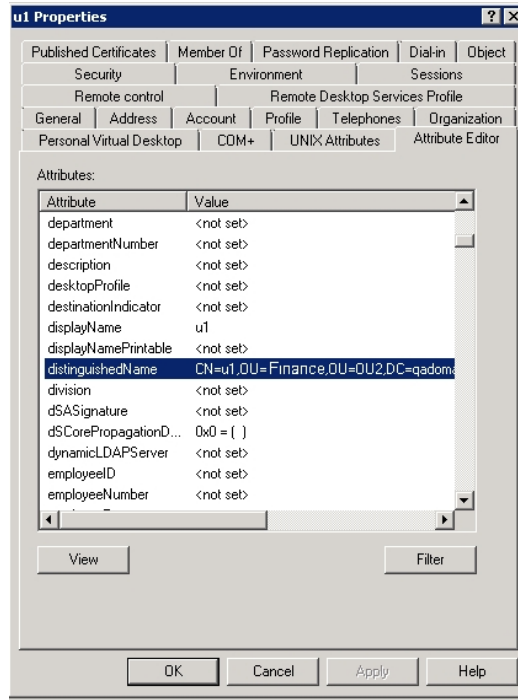 u1 Properties
Published Certificates Member Of Password Replication Dial-in Object
Security Environment Sessions
Remote control Remote Desktop Services Profile
General Address Account Profile Telephones Organization
Personal Virtual Desktop COM+ UNIX Attributes Attribute Editor
Attributes:
Attribute Value
department <not set>
departmentNumber <not set>
description <not set>
desktopProfile <not set>
destinationIndicator <not set>
displayName u1
displayNamePrintable <not set>
distinguishedName CN=u1,OU=Finance,OU=OU2,DC=qadoma
division <not set>
dSASignature <not set>
dSCorePropagationD... 0x0 = ( )
dynamicLDAPServer <not set>
employeeID <not set>
employeeNumber <not set>
View Filter
OK Cancel Apply Help